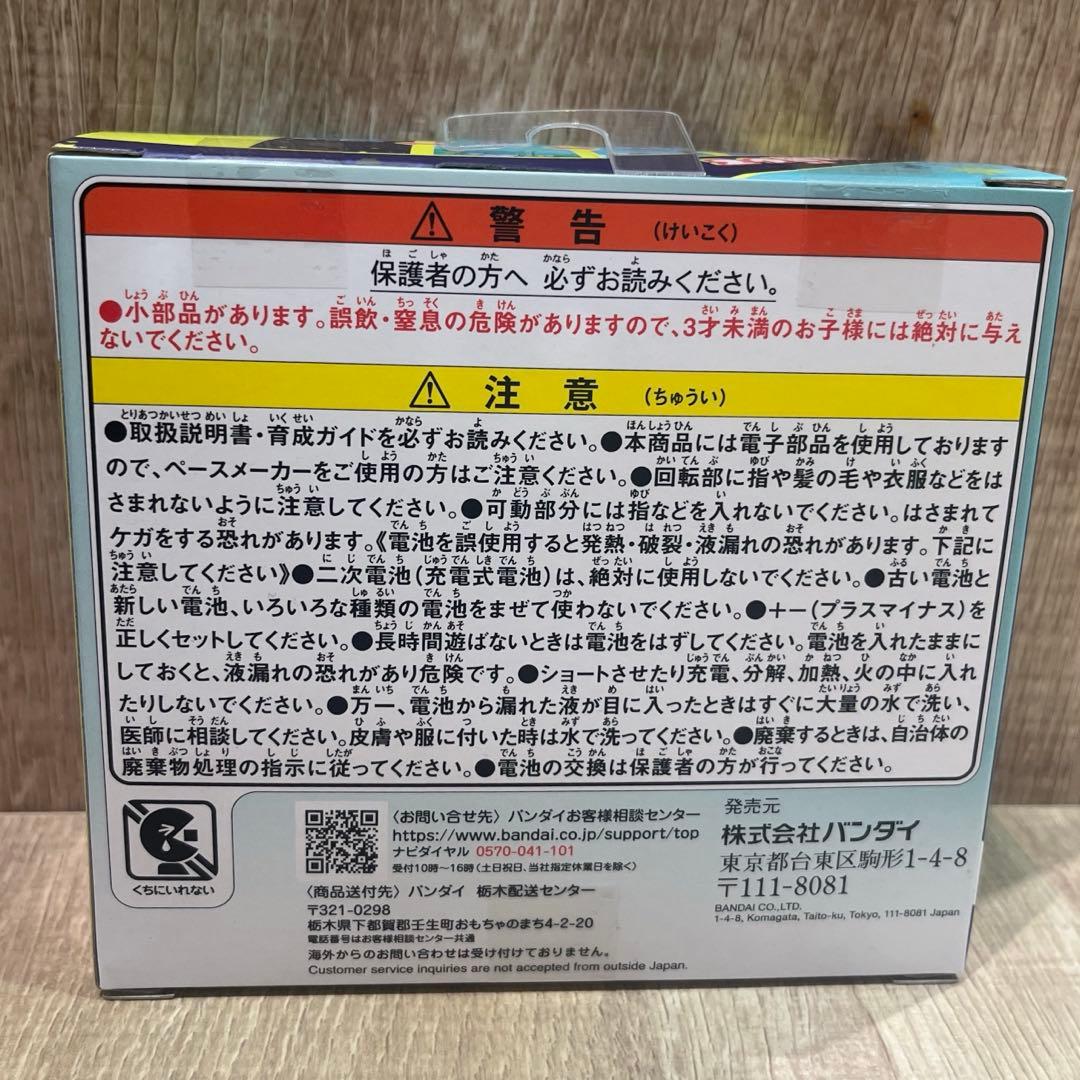 警告 (けいこく)
保護者の方へ 必ずお読みください。
●小部品があります。誤飲・窒息の危険がありますので、3才未満のお子様には絶対に与え
ないでください。
注意 (ちゅうい)
●取扱説明書・育成ガイドを必ずお読みください。●本商品には電子部品を使用しております
ので、ペースメーカーをご使用の方はご注意ください。●回転部に指や髪の毛や衣服などをは
さまれないように注意してください。●可動部分には指などを入れないでください。はさまれて
ケガをする恐れがあります。《電池を誤使用すると発熱・破裂・液漏れの恐れがあります。下記に
注意してください》●二次電池(充電式電池)は、絶対に使用しないでください。●古い電池と
新しい電池、いろいろな種類の電池をまぜて使わないでください。●+−(プラスマイナス)を
正しくセットしてください。●長時間遊ばないときは電池をはずしてください。電池を入れたままに
しておくと、液漏れの恐れがあり危険です。●ショートさせたり充電、分解、加熱、火の中に入れ
たりしないでください。●万一、電池から漏れた液が目に入ったときはすぐに大量の水で洗い、
医師に相談してください。皮膚や服に付いた時は水で洗ってください。●廃棄するときは、自治体の
廃棄物処理の指示に従ってください。●電池の交換は保護者の方が行ってください。
くちにいれない
〈お問い合せ先〉バンダイお客様相談センター
https://www.bandai.co.jp/support/top
ナビダイヤル 0570-041-101
受付10時〜16時(土日祝日、当社指定休業日を除く)
〈商品送付先〉バンダイ 栃木配送センター
〒321-0298
栃木県下都賀郡壬生町おもちゃのまち4-2-20
電話番号はお客様相談センター共通
海外からのお問い合わせは受け付けておりません。
Customer service inquiries are not accepted from outside Japan.
発売元
株式会社バンダイ
東京都台東区駒形1-4-8
〒111-8081
BANDAI CO.,LTD.
1-4-8, Komagata, Taito-ku, Tokyo, 111-8081 Japan